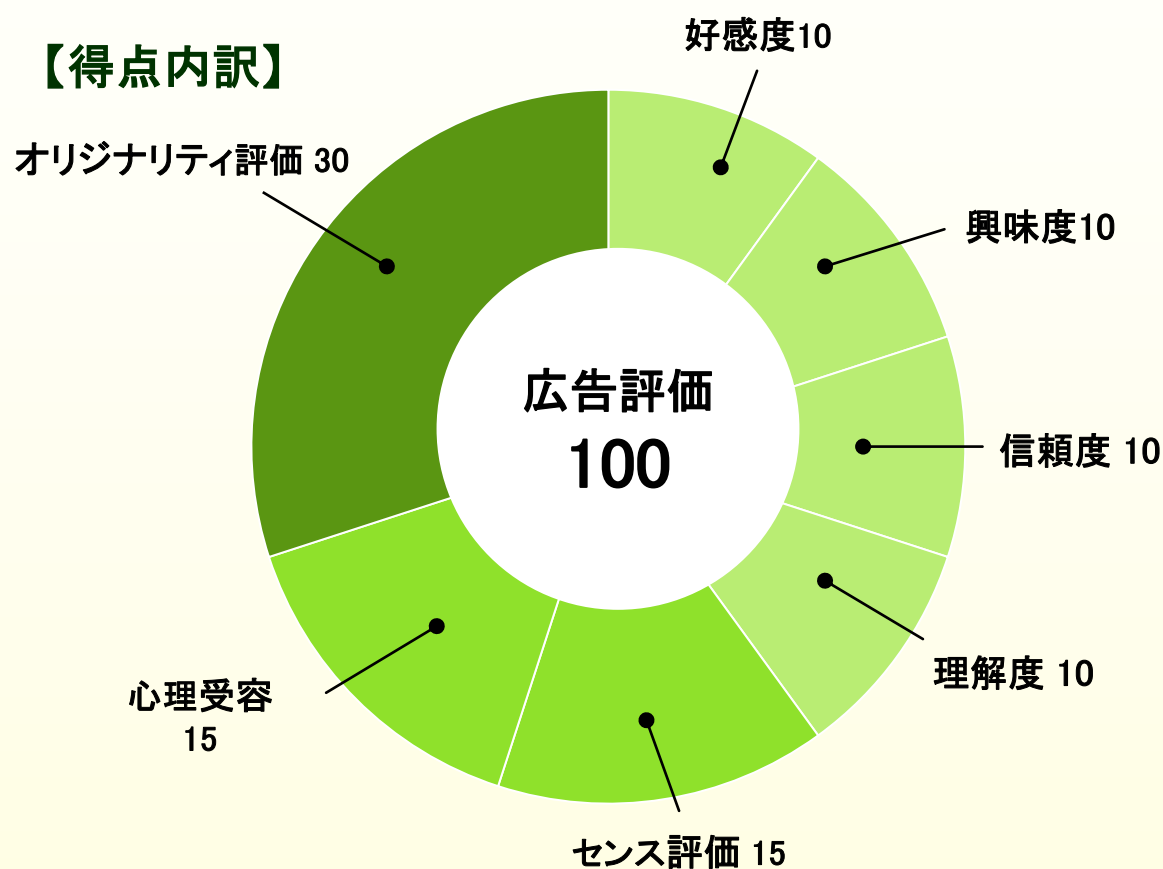 【得点内訳】
好感度10
オリジナリティ評価 30
興味度10
広告評価
100
信頼度 10
理解度 10
心理受容
15
センス評価 15